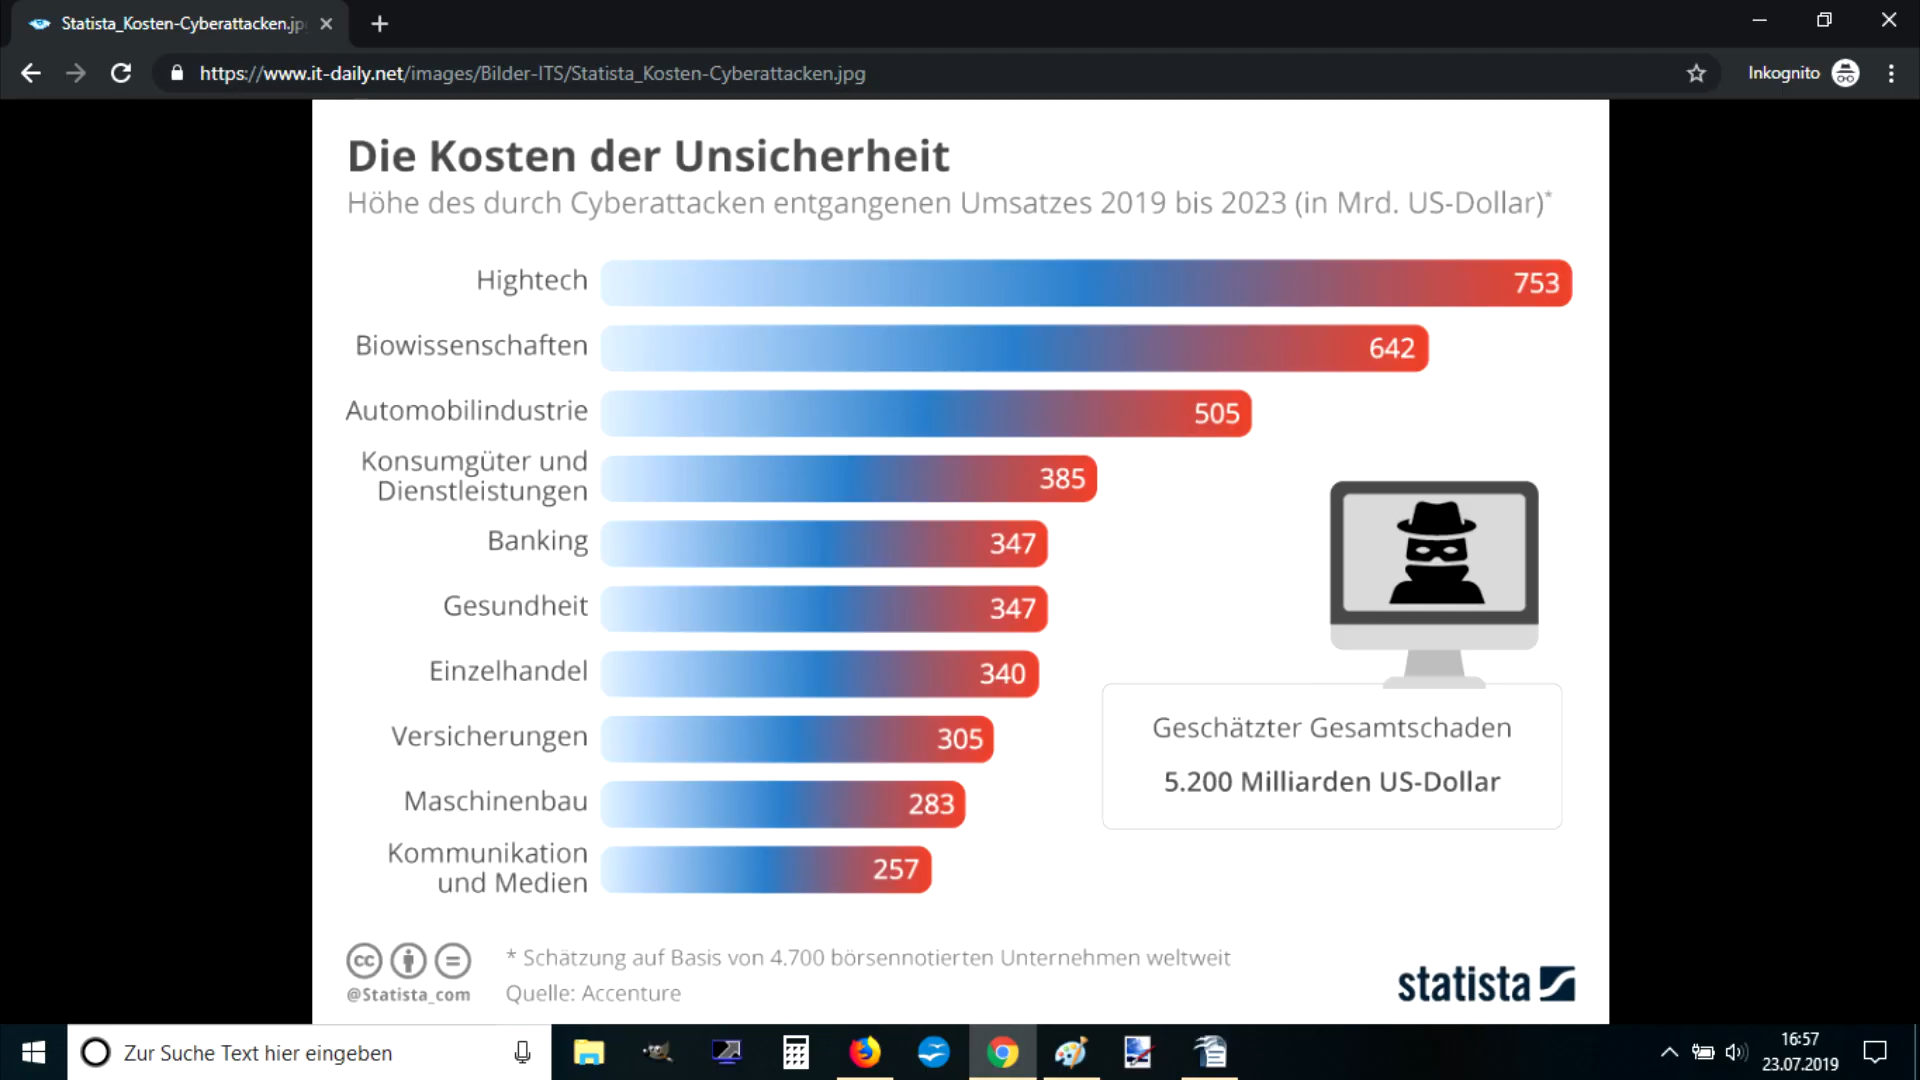 Statista_Kosten-Cyberattacken.jp
https://www.it-daily.net/images/Bilder-ITS/Statista_Kosten-Cyberattacken.jpg
Inkognito
Die Kosten der Unsicherheit
Höhe des durch Cyberattacken entgangenen Umsatzes 2019 bis 2023 (in Mrd. US-Dollar)*
Hightech 753
Biowissenschaften 642
Automobilindustrie 505
Konsumgüter und
Dienstleistungen 385
Banking 347
Gesundheit 347
Einzelhandel 340
Versicherungen 305
Maschinenbau 283
Kommunikation
und Medien 257
Geschätzter Gesamtschaden
5.200 Milliarden US-Dollar
cc
@Statista_com
* Schätzung auf Basis von 4.700 börsennotierten Unternehmen weltweit
Quelle: Accenture
statista
Zur Suche Text hier eingeben
16:57
23.07.2019